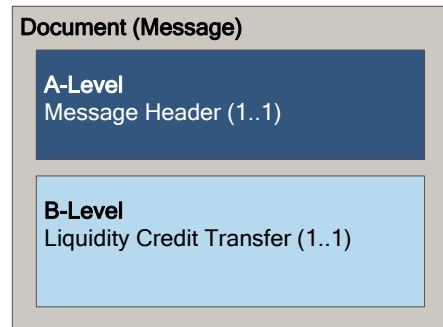 Document (Message)
A-Level
Message Header (1..1)
B-Level
Liquidity Credit Transfer (1..1)